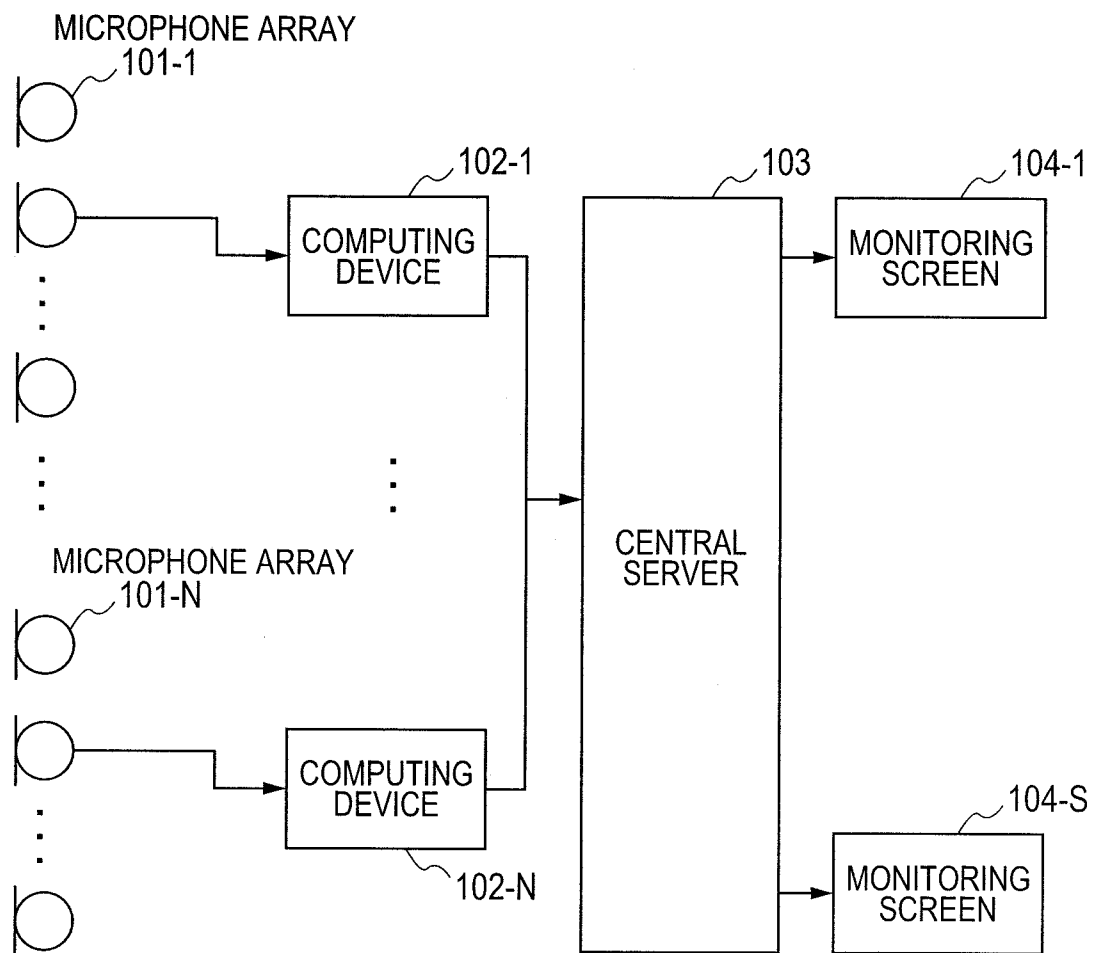 MICROPHONE ARRAY
101-1
102-1
103
104-1
COMPUTING
DEVICE
MONITORING
SCREEN
MICROPHONE ARRAY
101-N
CENTRAL
SERVER
COMPUTING
DEVICE
102-N
104-S
MONITORING
SCREEN